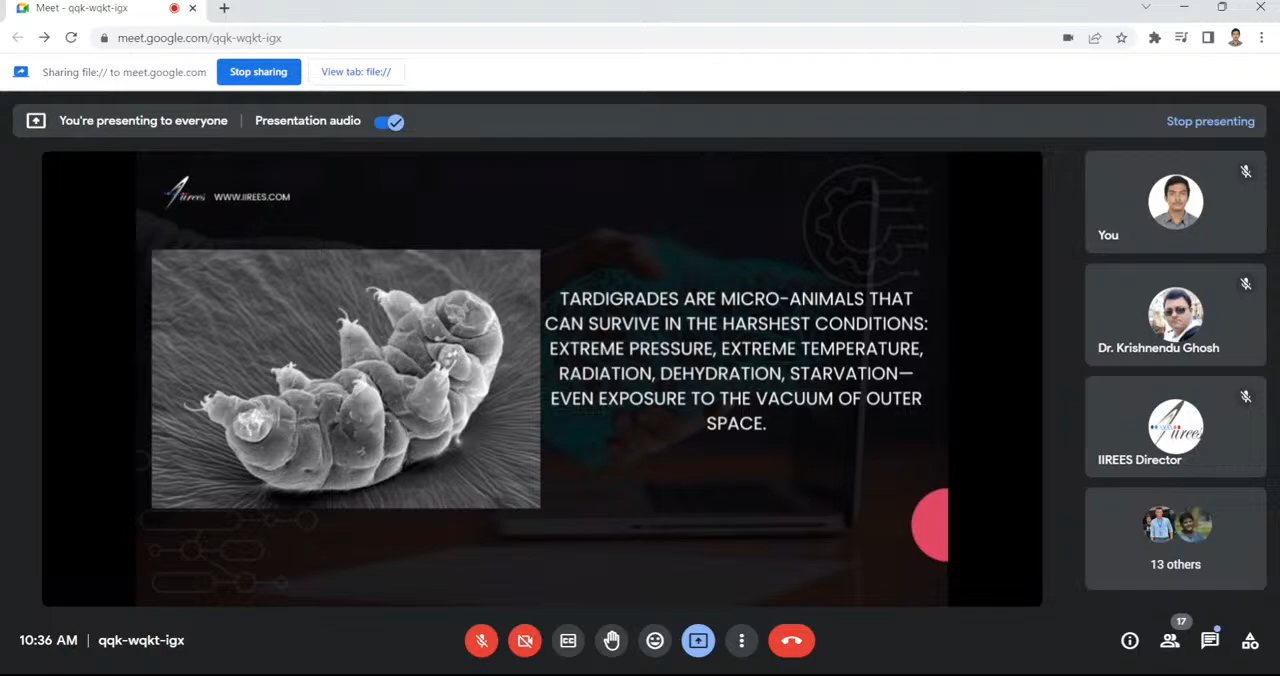 Meet - qqk-wqkt-igx
meet.google.com/qqk-wqkt-igx
Sharing file:// to meet.google.com
Stop sharing
View tab: file://
You're presenting to everyone
Presentation audio
Stop presenting
iirees
WWW.IIREES.COM
TARDIGRADES ARE MICRO-ANIMALS THAT
CAN SURVIVE IN THE HARSHEST CONDITIONS:
EXTREME PRESSURE, EXTREME TEMPERATURE,
RADIATION, DEHYDRATION, STARVATION—
EVEN EXPOSURE TO THE VACUUM OF OUTER
SPACE.
You
Dr. Krishnendu Ghosh
iirees
IIREES Director
13 others
10:36 AM | qqk-wqkt-igx
CC
17